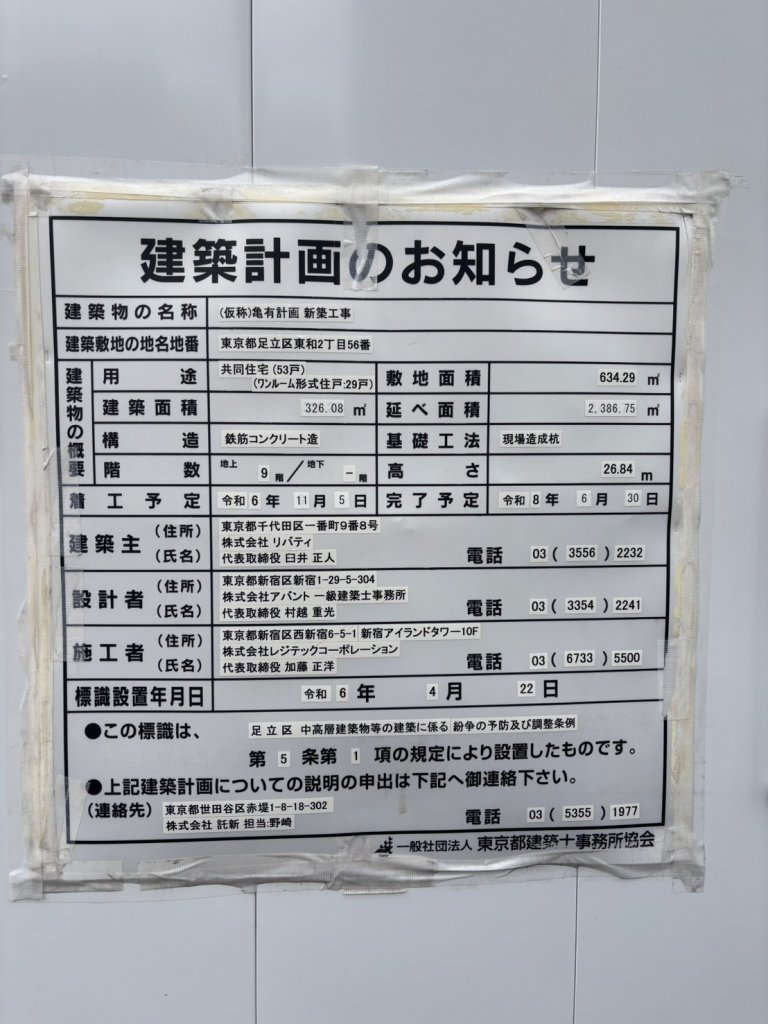 建築計画のお知らせ
建築物の名称 (仮称)亀有計画 新築工事
建築敷地の地名地番 東京都足立区東和2丁目56番
建築物の概要
用途 共同住宅(53戸) (ワンルーム形式住戸:29戸) 敷地面積 634.29 ㎡
建築面積 326.08 ㎡ 延べ面積 2,386.75 ㎡
構造 鉄筋コンクリート造 基礎工法 現場造成杭
階数 地上 9 階/地下 - 階 高さ 26.84 m
着工予定 令和 6 年 11 月 5 日 完了予定 令和 8 年 6 月 30 日
建築主 (住所) 東京都千代田区一番町9番8号
株式会社 リバティ
(氏名) 代表取締役 臼井 正人 電話 03 ( 3556 ) 2232
設計者 (住所) 東京都新宿区新宿1-29-5-304
株式会社アバント 一級建築士事務所
(氏名) 代表取締役 村越 重光 電話 03 ( 3354 ) 2241
施工者 (住所) 東京都新宿区西新宿6-5-1 新宿アイランドタワー10F
株式会社レジテックコーポレーション
(氏名) 代表取締役 加藤 正洋 電話 03 ( 6733 ) 5500
標識設置年月日 令和 6 年 4 月 22 日
●この標識は、 足立区 中高層建築物等の建築に係る 紛争の予防及び調整条例
第 5 条第 1 項の規定により設置したものです。
●上記建築計画についての説明の申出は下記へ御連絡下さい。
(連絡先) 東京都世田谷区赤堤1-8-18-302
株式会社 託新 担当:野崎 電話 03 ( 5355 ) 1977
一般社団法人 東京都建築士事務所協会